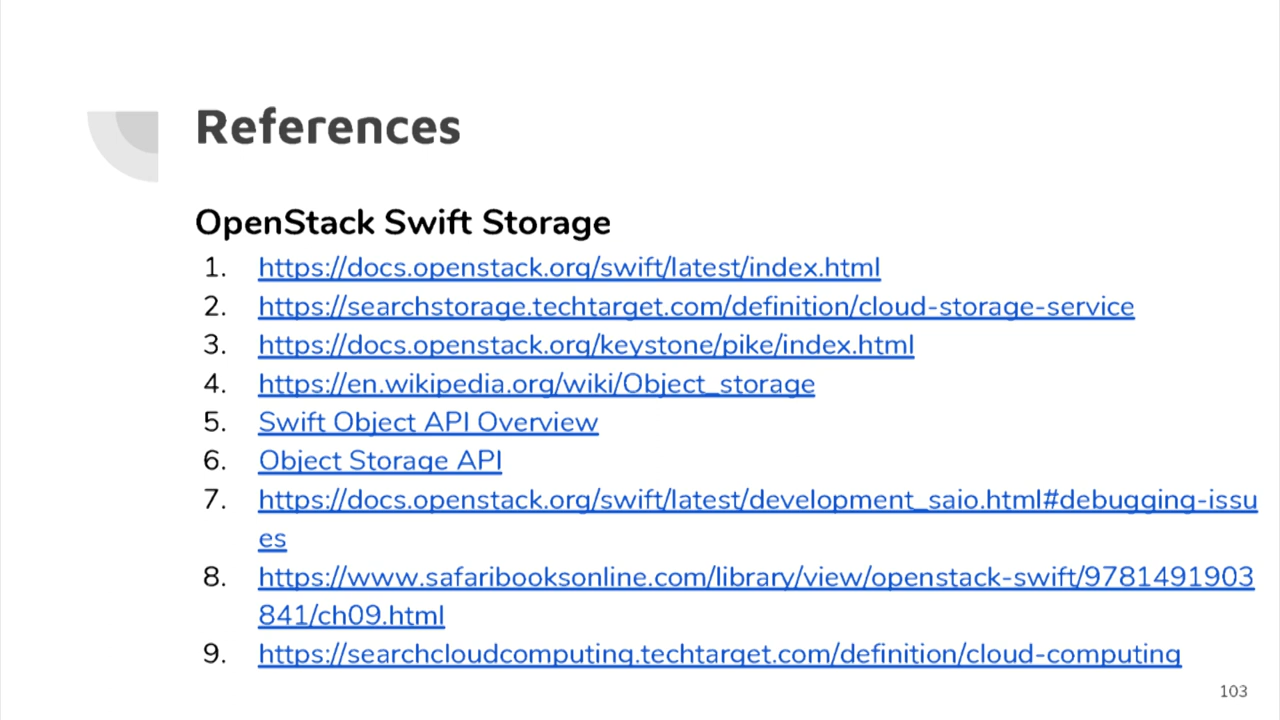 References
OpenStack Swift Storage
1. https://docs.openstack.org/swift/latest/index.html
2. https://searchstorage.techtarget.com/definition/cloud-storage-service
3. https://docs.openstack.org/keystone/pike/index.html
4. https://en.wikipedia.org/wiki/Object_storage
5. Swift Object API Overview
6. Object Storage API
7. https://docs.openstack.org/swift/latest/development_saio.html#debugging-issu
es
8. https://www.safaribooksonline.com/library/view/openstack-swift/9781491903
841/ch09.html
9. https://searchcloudcomputing.techtarget.com/definition/cloud-computing
103